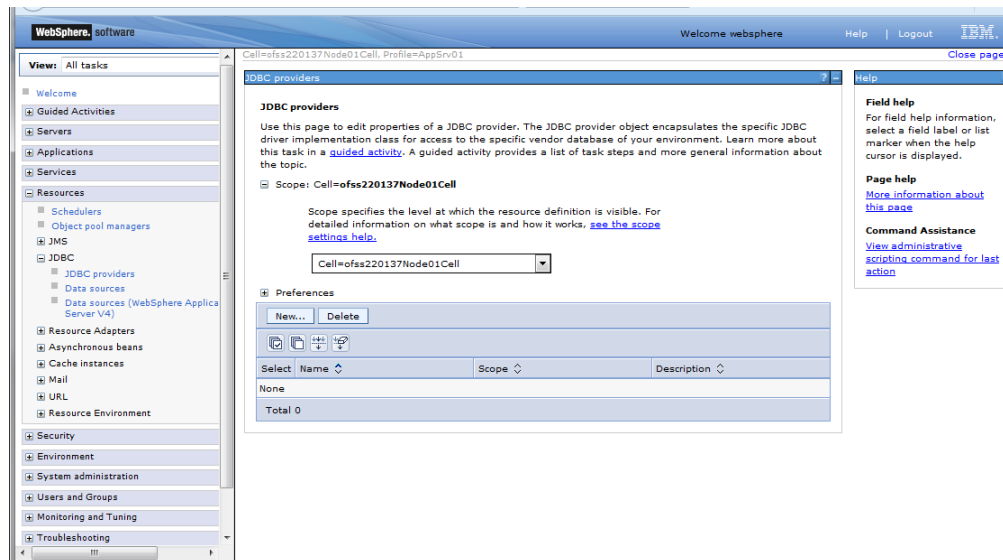 WebSphere. software
Welcome websphere
Help | Logout
IBM.
View: All tasks
Cell=ofss220137Node01Cell, Profile=AppSrv01
Close page
Welcome
Guided Activities
Servers
Applications
Services
Resources
Schedulers
Object pool managers
JMS
JDBC
JDBC providers
Data sources
Data sources (WebSphere Applica
Server V4)
Resource Adapters
Asynchronous beans
Cache instances
Mail
URL
Resource Environment
Security
Environment
System administration
Users and Groups
Monitoring and Tuning
Troubleshooting
JDBC providers
? -
JDBC providers
Use this page to edit properties of a JDBC provider. The JDBC provider object encapsulates the specific JDBC
driver implementation class for access to the specific vendor database of your environment. Learn more about
this task in a guided activity. A guided activity provides a list of task steps and more general information about
the topic.
Scope: Cell=ofss220137Node01Cell
Scope specifies the level at which the resource definition is visible. For
detailed information on what scope is and how it works, see the scope
settings help.
Cell=ofss220137Node01Cell
Preferences
New... Delete
Select Name Scope Description
None
Total 0
Help
Field help
For field help information,
select a field label or list
marker when the help
cursor is displayed.
Page help
More information about
this page
Command Assistance
View administrative
scripting command for last
action